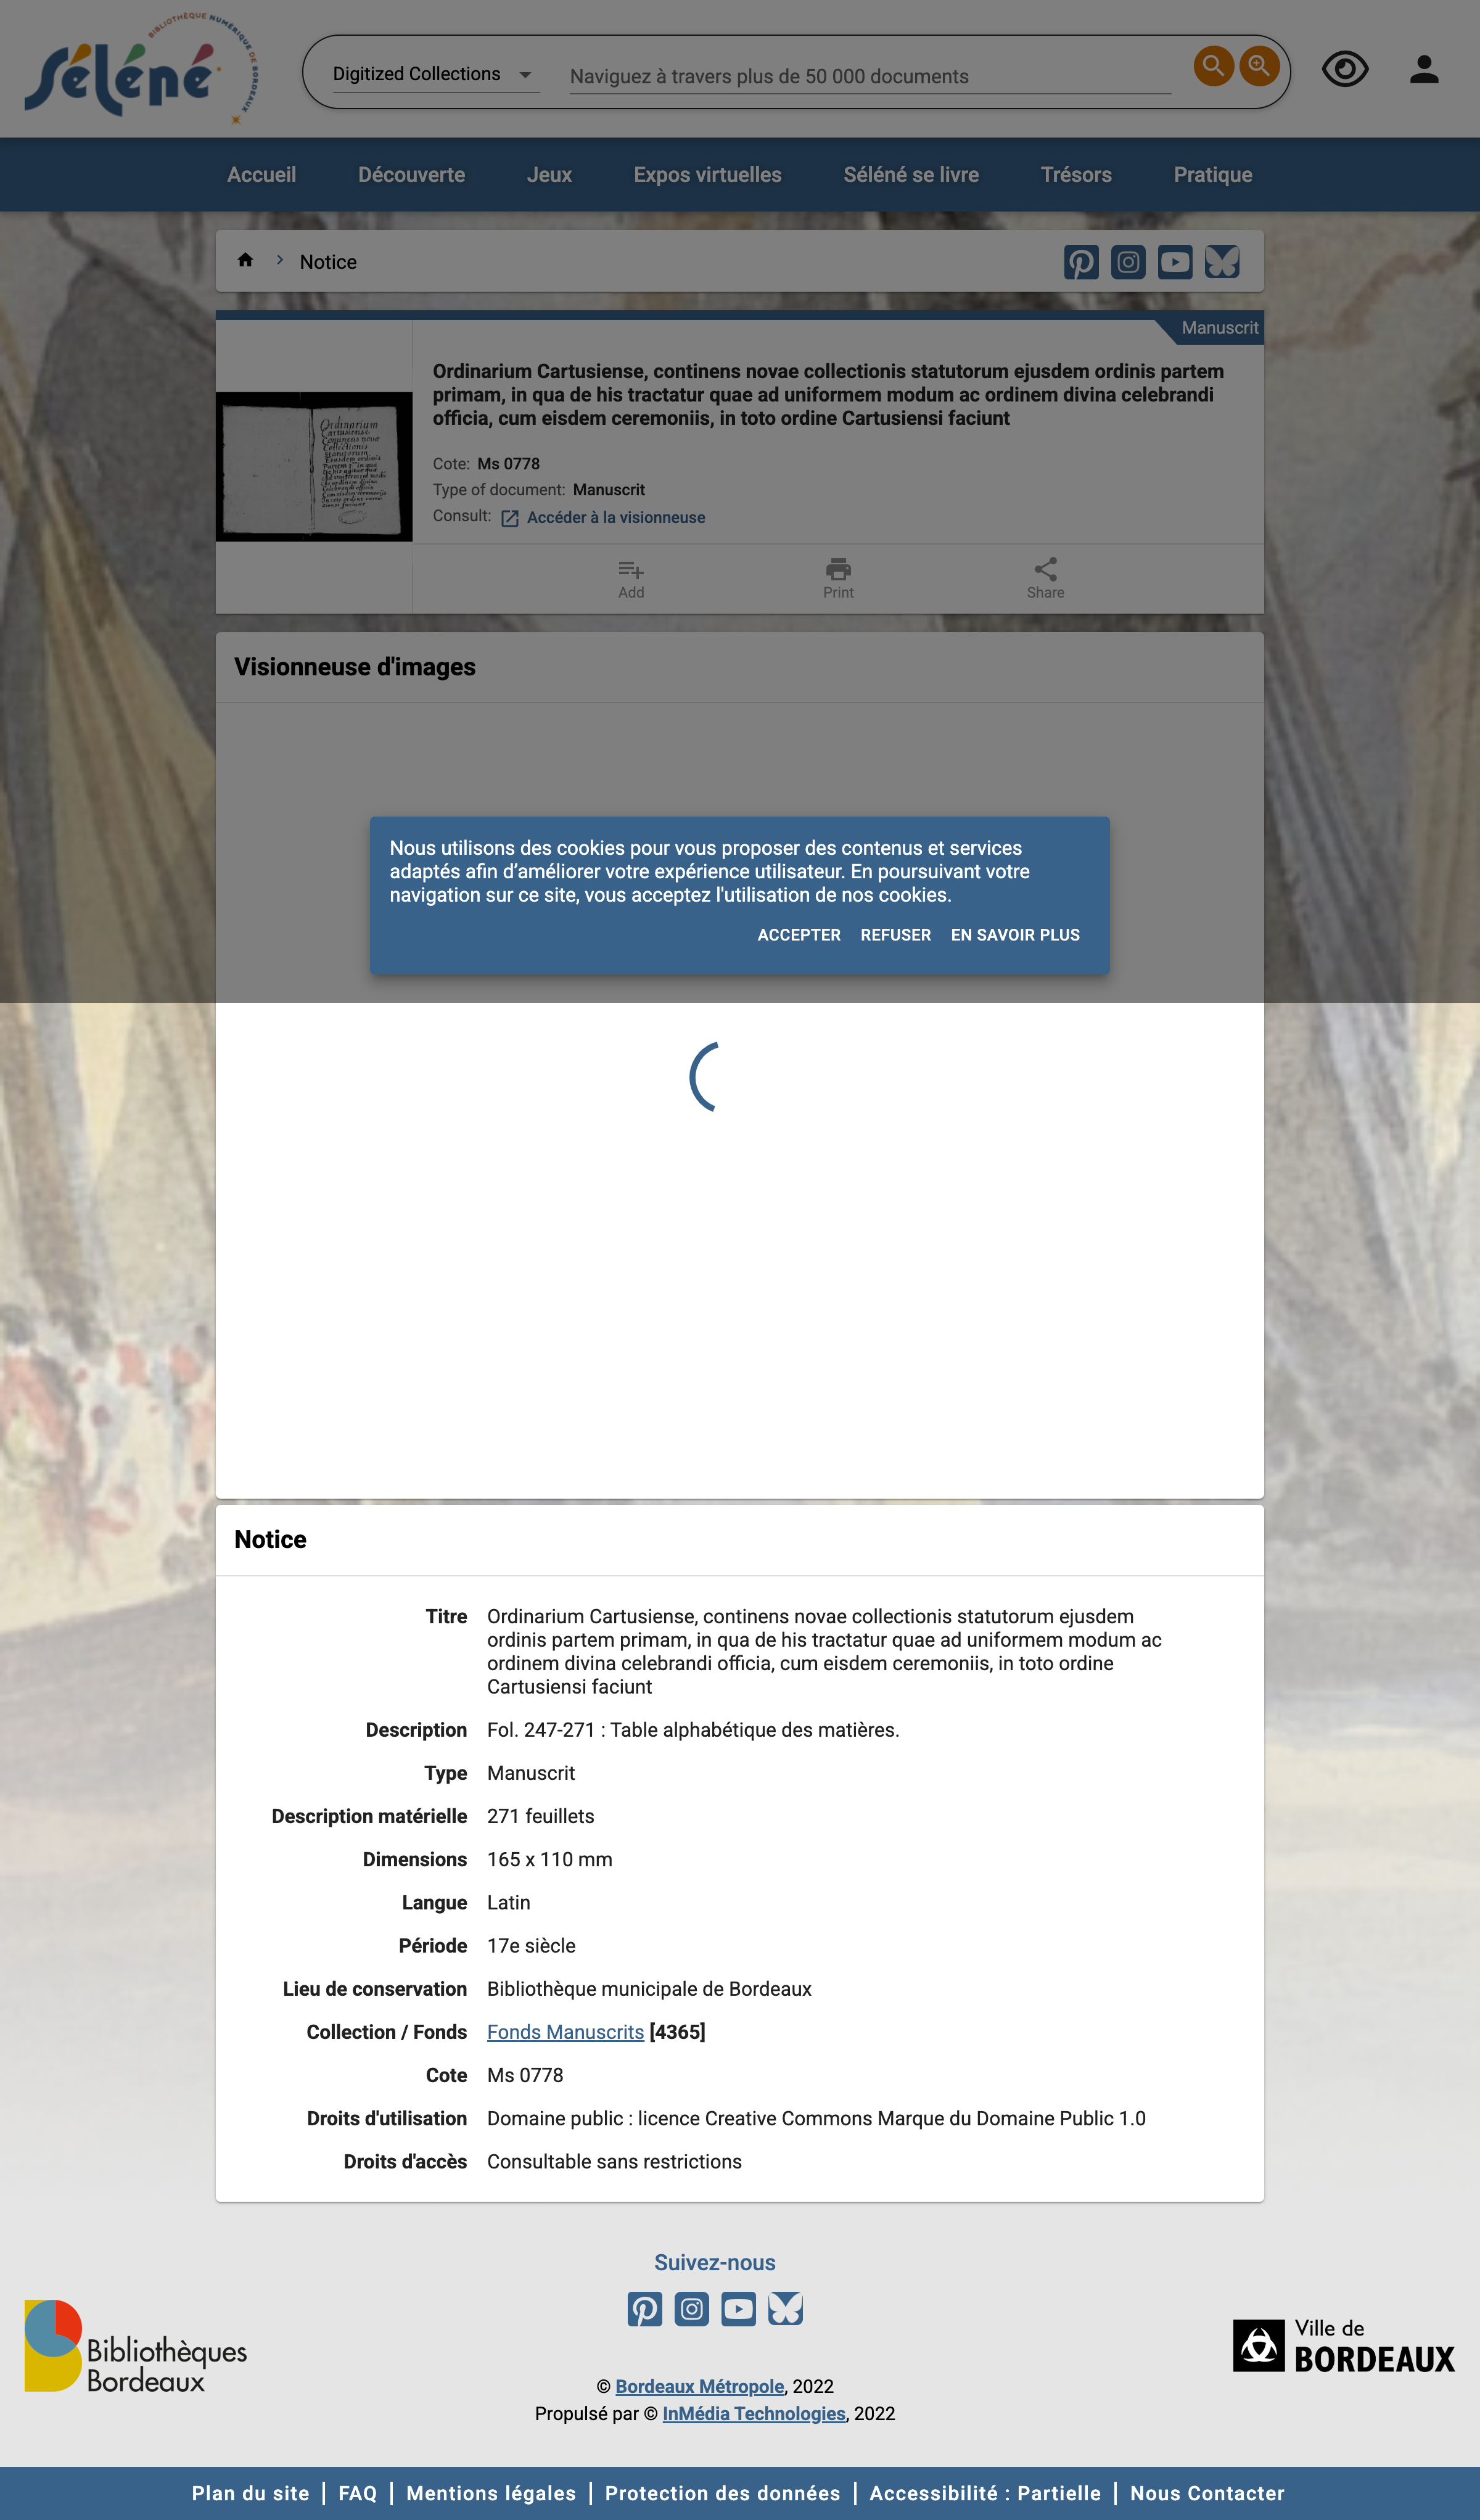 BIBLIOTHÈQUE NUMÉRIQUE DE BORDEAUX
Séléné
Digitized Collections
Naviguez à travers plus de 50 000 documents
Accueil
Découverte
Jeux
Expos virtuelles
Séléné se livre
Trésors
Pratique
Notice
Manuscrit
Ordinarium Cartusiense, continens novae collectionis statutorum ejusdem ordinis partem
primam, in qua de his tractatur quae ad uniformem modum ac ordinem divina celebrandi
officia, cum eisdem ceremoniis, in toto ordine Cartusiensi faciunt
Ordinarium
Cartusiense
Cote: Ms 0778
Type of document: Manuscrit
Consult: Accéder à la visionneuse
Add
Print
Share
Visionneuse d'images
Nous utilisons des cookies pour vous proposer des contenus et services
adaptés afin d’améliorer votre expérience utilisateur. En poursuivant votre
navigation sur ce site, vous acceptez l'utilisation de nos cookies.
ACCEPTER REFUSER EN SAVOIR PLUS
Notice
Titre Ordinarium Cartusiense, continens novae collectionis statutorum ejusdem
ordinis partem primam, in qua de his tractatur quae ad uniformem modum ac
ordinem divina celebrandi officia, cum eisdem ceremoniis, in toto ordine
Cartusiensi faciunt
Description Fol. 247-271 : Table alphabétique des matières.
Type Manuscrit
Description matérielle 271 feuillets
Dimensions 165 x 110 mm
Langue Latin
Période 17e siècle
Lieu de conservation Bibliothèque municipale de Bordeaux
Collection / Fonds Fonds Manuscrits [4365]
Cote Ms 0778
Droits d'utilisation Domaine public : licence Creative Commons Marque du Domaine Public 1.0
Droits d'accès Consultable sans restrictions
Suivez-nous
Bibliothèques
Bordeaux
Ville de
BORDEAUX
© Bordeaux Métropole, 2022
Propulsé par © InMédia Technologies, 2022
Plan du site | FAQ | Mentions légales | Protection des données | Accessibilité : Partielle | Nous Contacter